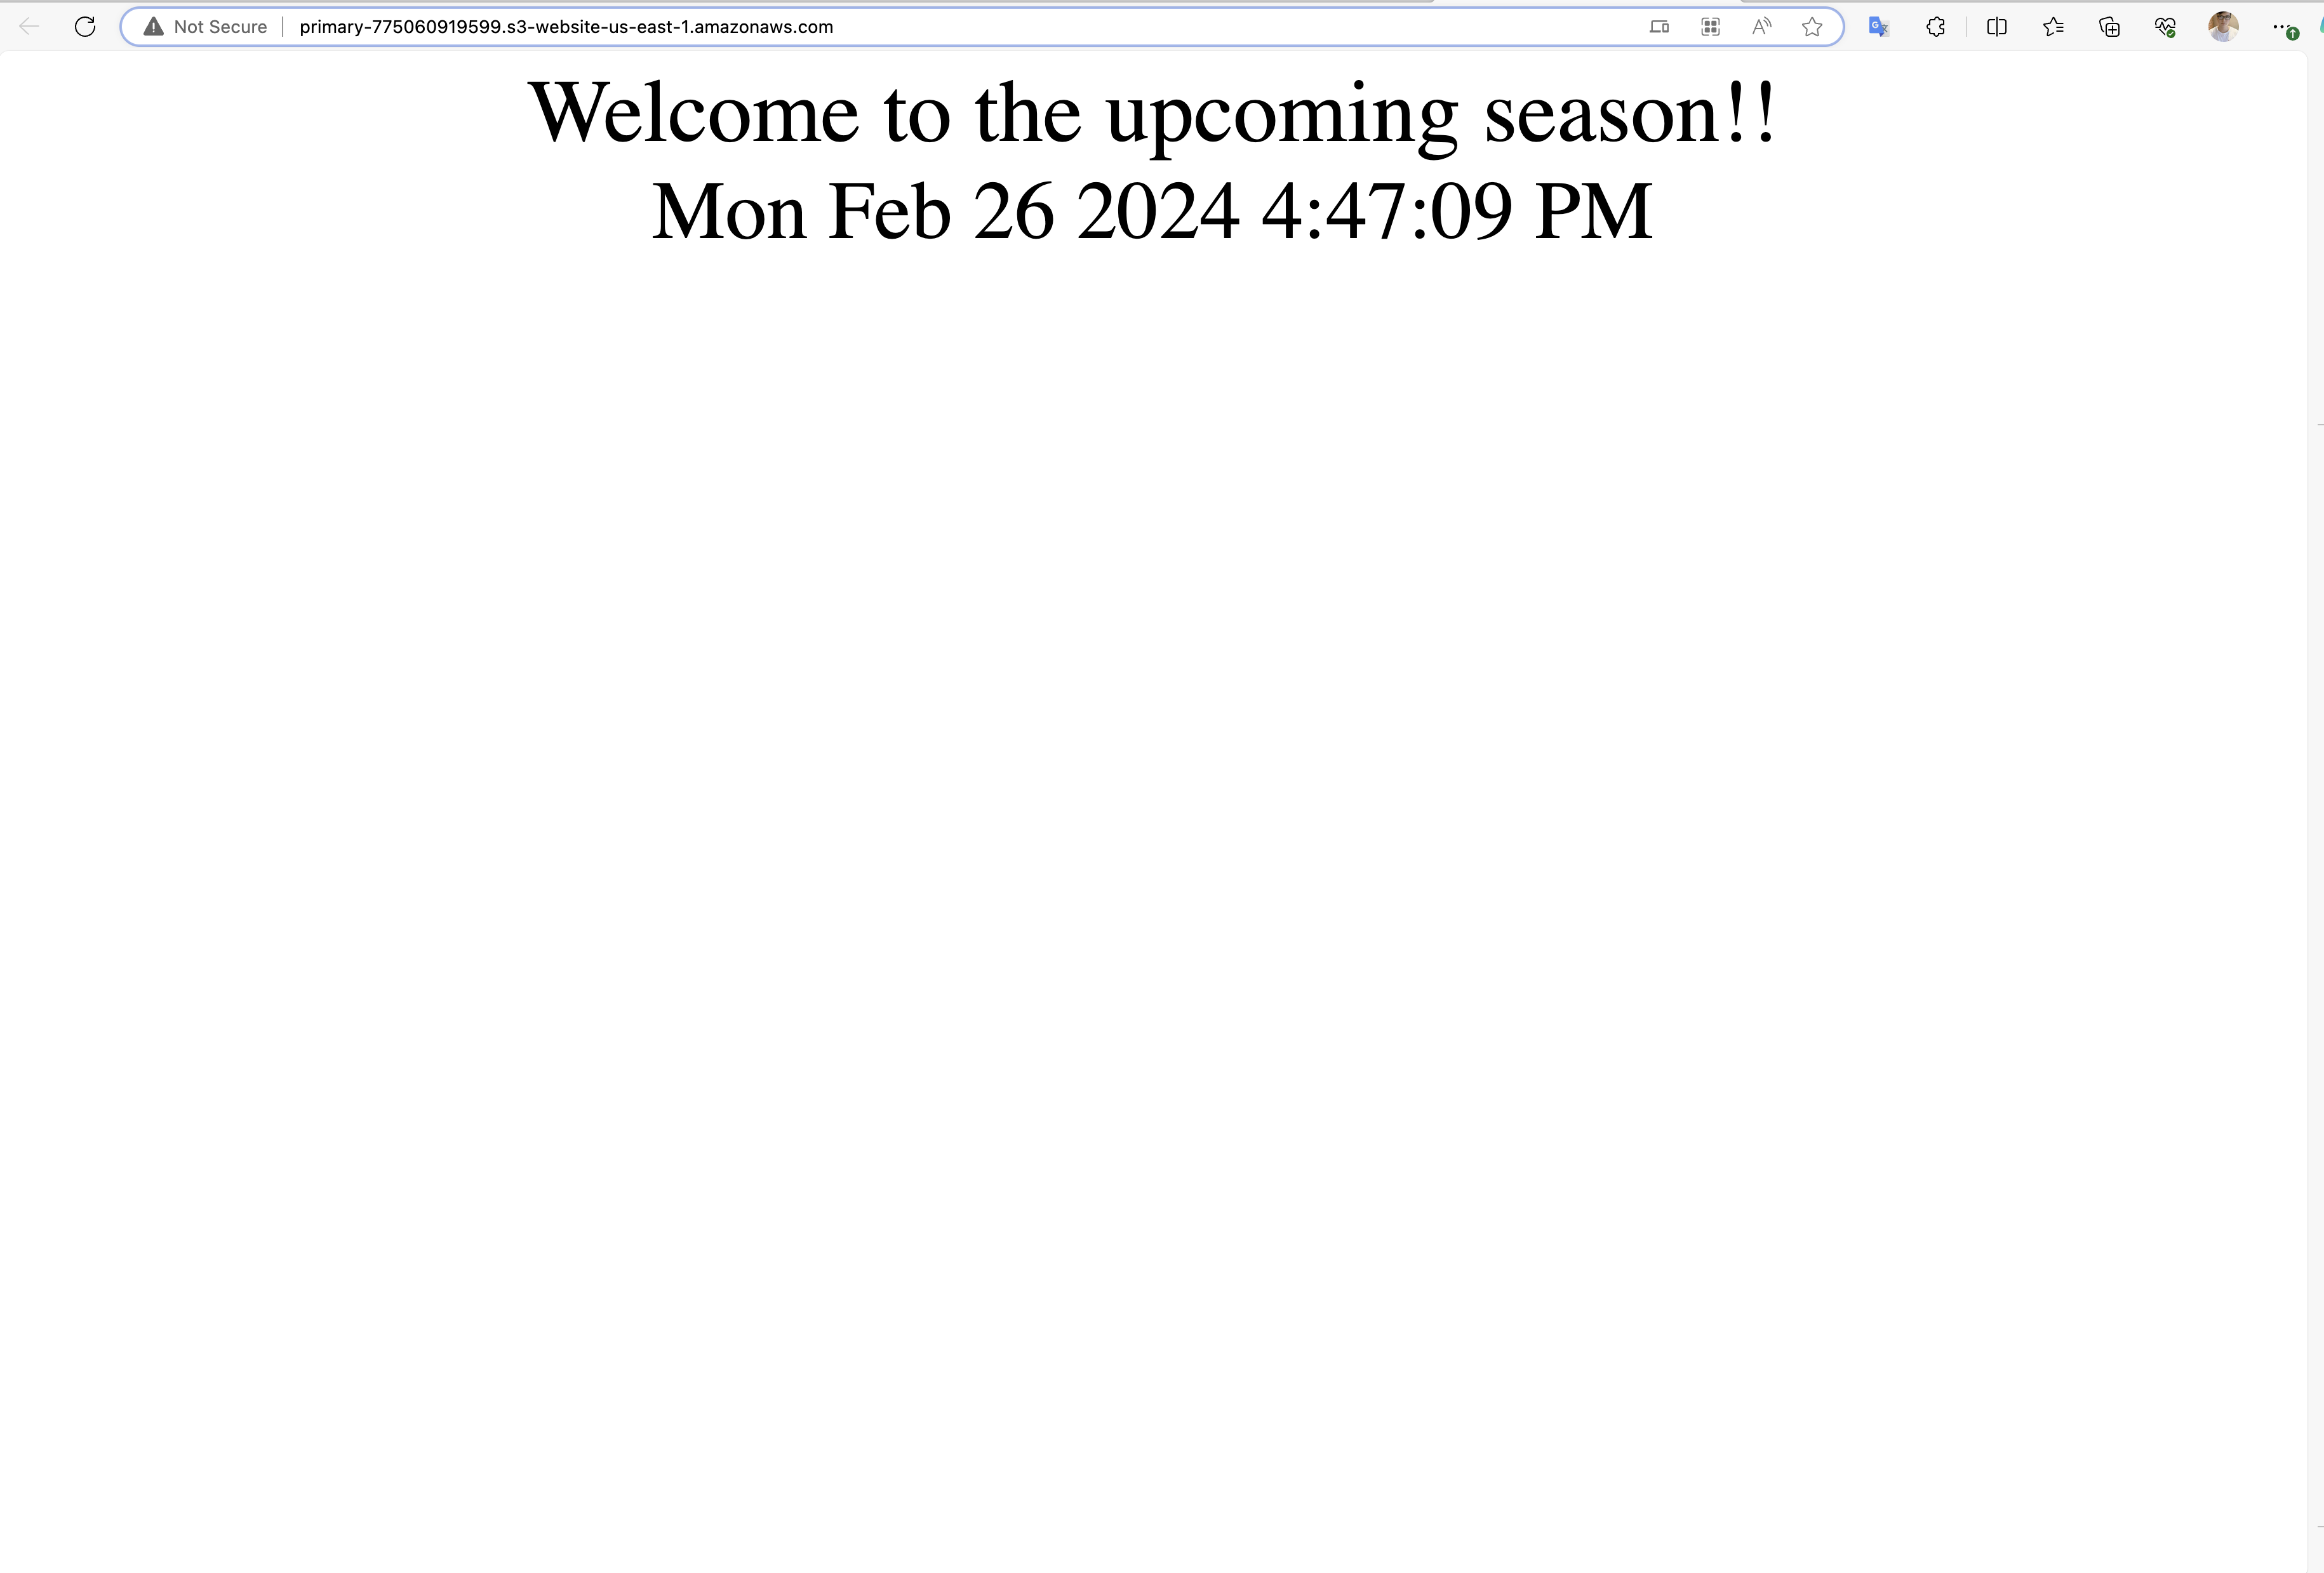 Not Secure primary-775060919599.s3-website-us-east-1.amazonaws.com
Welcome to the upcoming season!!
Mon Feb 26 2024 4:47:09 PM